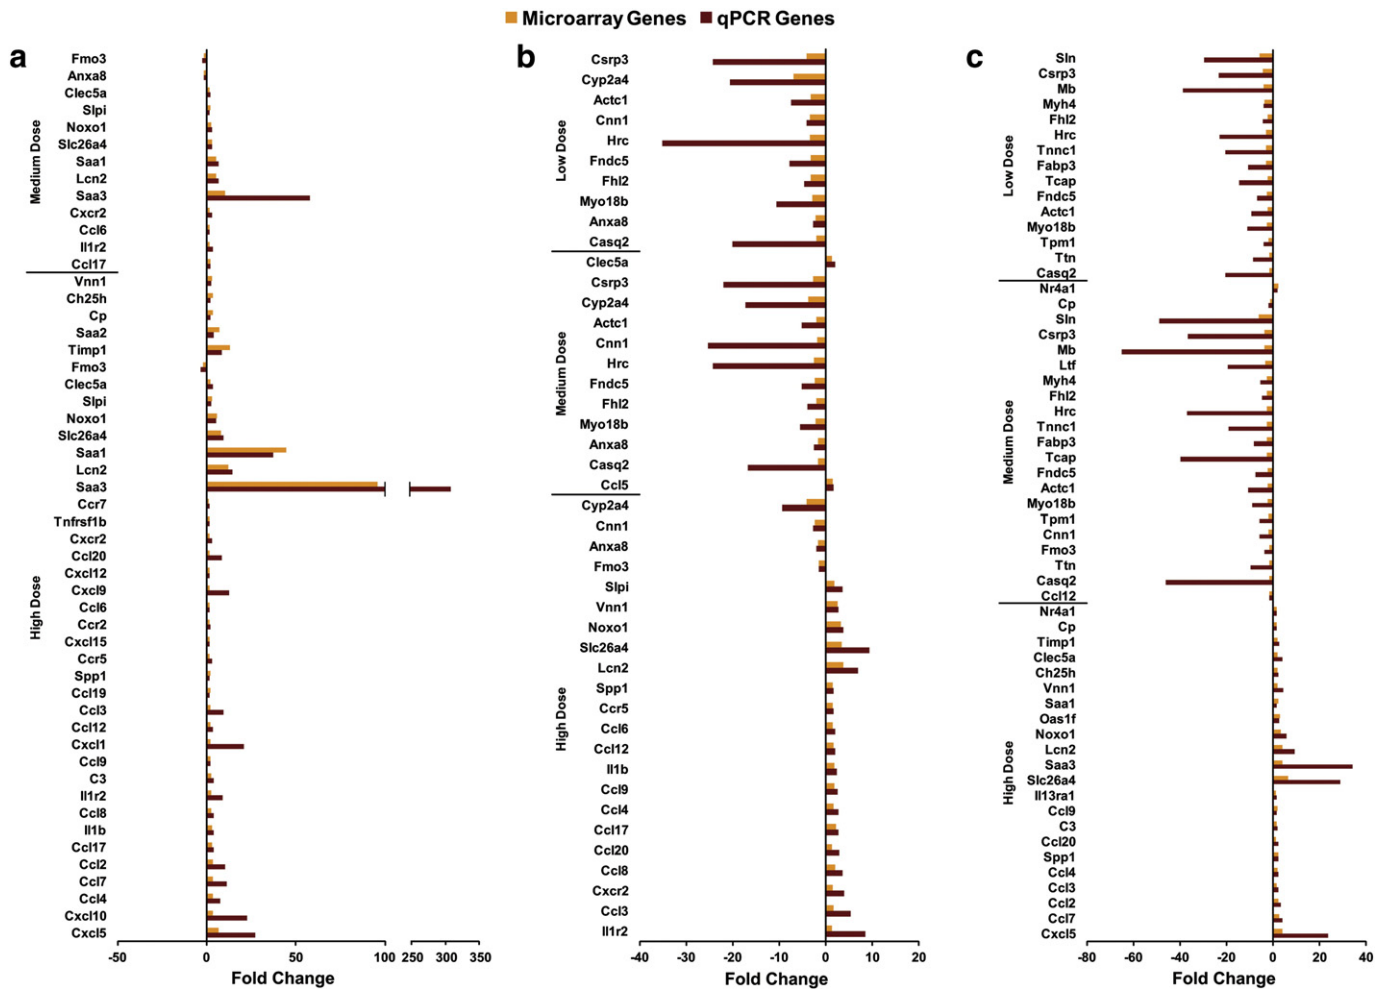 Microarray Genes qPCR Genes
a
Medium Dose
Fmo3
Anxa8
Clec5a
Slpi
Noxo1
Slc26a4
Saa1
Lcn2
Saa3
Cxcr2
Ccl6
Il1r2
Ccl17
High Dose
Vnn1
Ch25h
Cp
Saa2
Timp1
Fmo3
Clec5a
Slpi
Noxo1
Slc26a4
Saa1
Lcn2
Saa3
Ccr7
Tnfrsf1b
Cxcr2
Ccl20
Cxcl12
Cxcl9
Ccl6
Ccr2
Cxcl15
Ccr5
Spp1
Ccl19
Ccl3
Ccl12
Cxcl1
Ccl9
C3
Il1r2
Ccl8
Il1b
Ccl17
Ccl2
Ccl7
Ccl4
Cxcl10
Cxcl5
-50 0 50 100 250 300 350
Fold Change
b
Low Dose
Csrp3
Cyp2a4
Actc1
Cnn1
Hrc
Fndc5
Fhl2
Myo18b
Anxa8
Casq2
Medium Dose
Clec5a
Csrp3
Cyp2a4
Actc1
Cnn1
Hrc
Fndc5
Fhl2
Myo18b
Anxa8
Casq2
Ccl5
High Dose
Cyp2a4
Cnn1
Anxa8
Fmo3
Slpi
Vnn1
Noxo1
Slc26a4
Lcn2
Spp1
Ccr5
Ccl6
Ccl12
Il1b
Ccl9
Ccl4
Ccl17
Ccl20
Ccl8
Cxcr2
Ccl3
Il1r2
-40 -30 -20 -10 0 10 20
Fold Change
c
Low Dose
Sln
Csrp3
Mb
Myh4
Fhl2
Hrc
Tnnc1
Fabp3
Tcap
Fndc5
Actc1
Myo18b
Tpm1
Ttn
Casq2
Medium Dose
Nr4a1
Cp
Sln
Csrp3
Mb
Ltf
Myh4
Fhl2
Hrc
Tnnc1
Fabp3
Tcap
Fndc5
Actc1
Myo18b
Tpm1
Cnn1
Fmo3
Ttn
Casq2
Ccl12
High Dose
Nr4a1
Cp
Timp1
Clec5a
Ch25h
Vnn1
Saa1
Oas1f
Noxo1
Lcn2
Saa3
Slc26a4
Il13ra1
Ccl9
C3
Ccl20
Spp1
Ccl4
Ccl3
Ccl2
Ccl7
Cxcl5
-80 -60 -40 -20 0 20 40
Fold Change